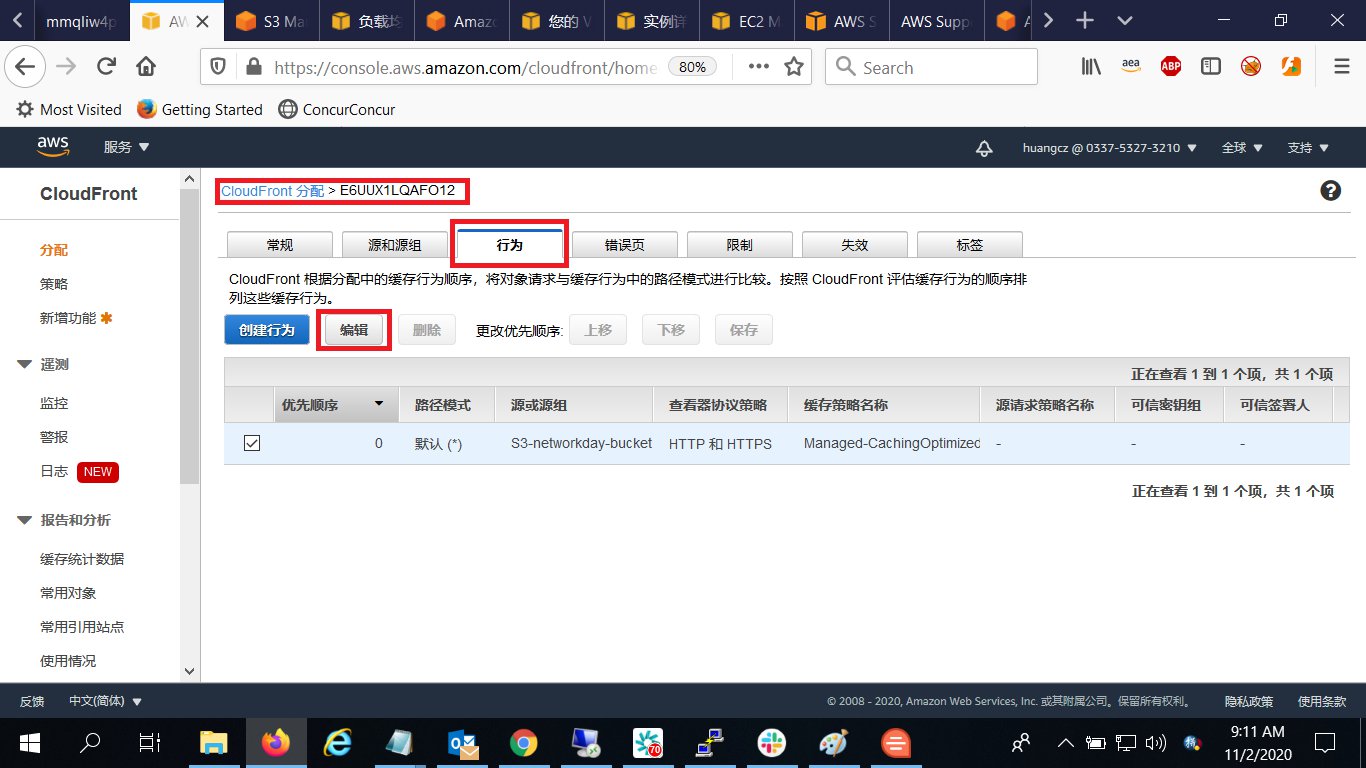 mmqliw4p
AW
S3 Ma
负载均
Amaz
您的 V
实例详
EC2 M
AWS S
AWS Supp
https://console.aws.amazon.com/cloudfront/home
80%
Search
aea
ABP
Most Visited
Getting Started
ConcurConcur
aws
服务
huangcz @ 0337-5327-3210
全球
支持
CloudFront
分配
策略
新增功能
遥测
监控
警报
日志 NEW
报告和分析
缓存统计数据
常用对象
常用引用站点
使用情况
CloudFront 分配 > E6UUX1LQAFO12
常规
源和源组
行为
错误页
限制
失效
标签
CloudFront 根据分配中的缓存行为顺序，将对象请求与缓存行为中的路径模式进行比较。按照 CloudFront 评估缓存行为的顺序排
列这些缓存行为。
创建行为
编辑
删除
更改优先顺序:
上移
下移
保存
正在查看 1 到 1 个项，共 1 个项
优先顺序
路径模式
源或源组
查看器协议策略
缓存策略名称
源请求策略名称
可信密钥组
可信签署人
0
默认 (*)
S3-networkday-bucket
HTTP 和 HTTPS
Managed-CachingOptimized
-
-
-
正在查看 1 到 1 个项，共 1 个项
反馈
中文(简体)
© 2008 - 2020, Amazon Web Services, Inc. 或其附属公司。保留所有权利。
隐私政策
使用条款
70
9:11 AM
11/2/2020